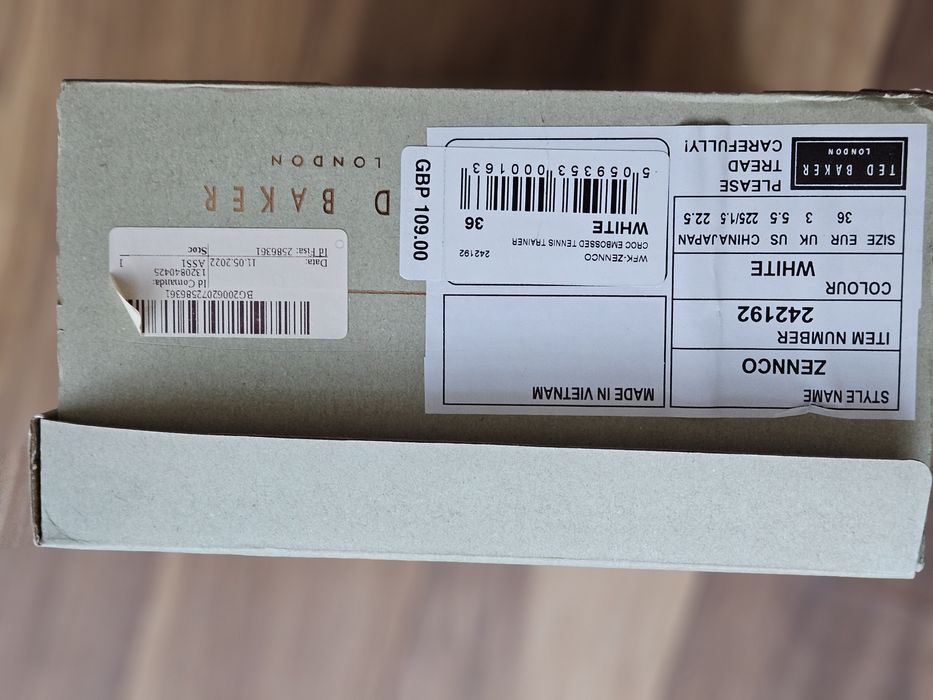 STYLE NAME
ZENNCO
ITEM NUMBER
242192
COLOUR
WHITE
SIZE EUR UK US CHINA JAPAN
36 3 5.5 225/1.5 22.5
TED BAKER
LONDON
PLEASE
TREAD
CAREFULLY!
MADE IN VIETNAM
WFK-ZENNCO 242192
CROC EMBOSSED TENNIS TRAINER
WHITE 36
5 059353 000163
GBP 109.00
BG20062072586361
Id Comanda:
1320840425
Data: 11.05.2022 ASS1 1
Id Fisa: 2586361 Stoc
D BAKER
LONDON